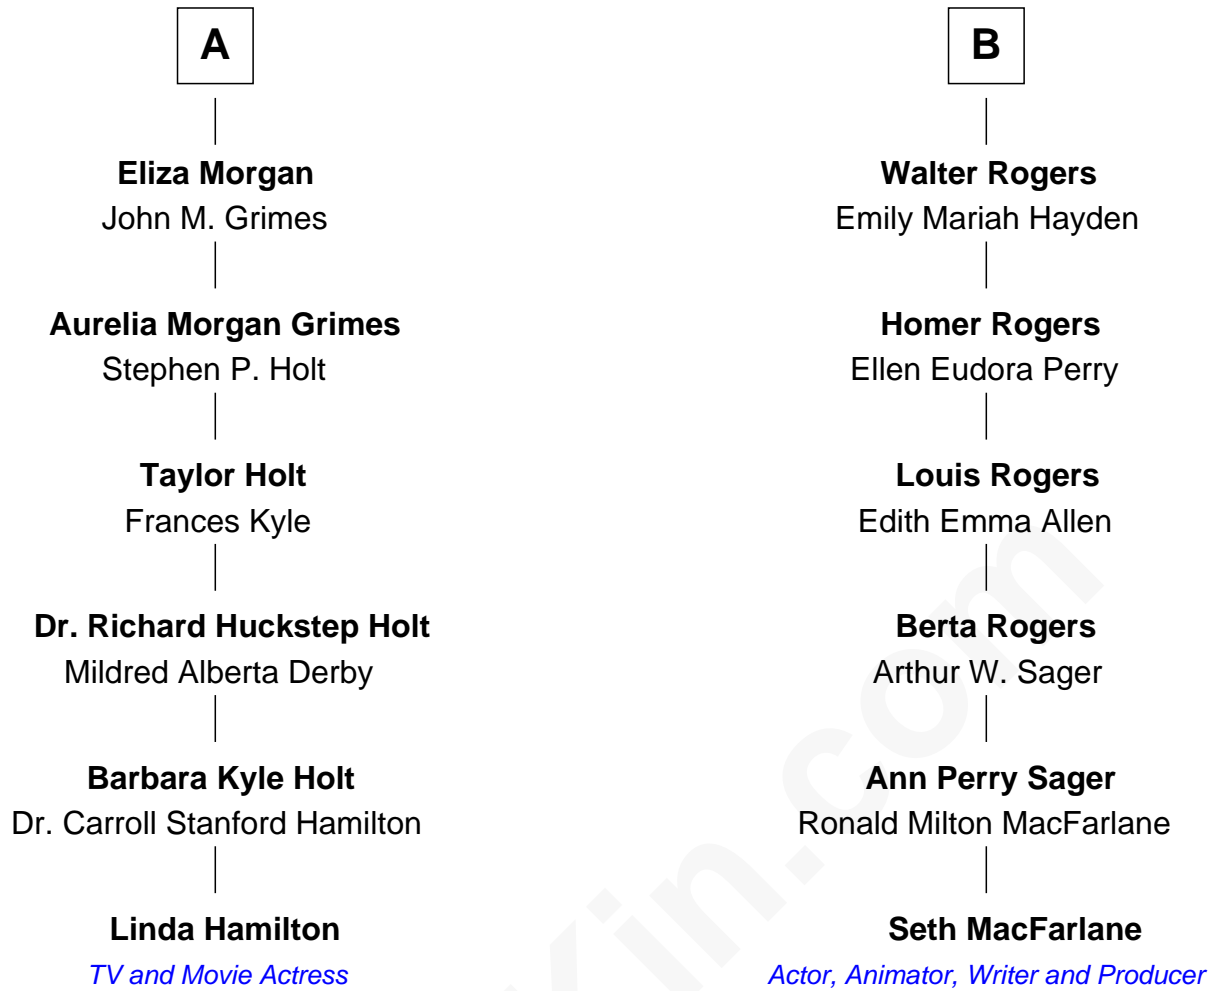 A
Eliza Morgan
John M. Grimes
Aurelia Morgan Grimes
Stephen P. Holt
Taylor Holt
Frances Kyle
Dr. Richard Huckstep Holt
Mildred Alberta Derby
Barbara Kyle Holt
Dr. Carroll Stanford Hamilton
Linda Hamilton
TV and Movie Actress
B
Walter Rogers
Emily Mariah Hayden
Homer Rogers
Ellen Eudora Perry
Louis Rogers
Edith Emma Allen
Berta Rogers
Arthur W. Sager
Ann Perry Sager
Ronald Milton MacFarlane
Seth MacFarlane
Actor, Animator, Writer and Producer
Kin.com